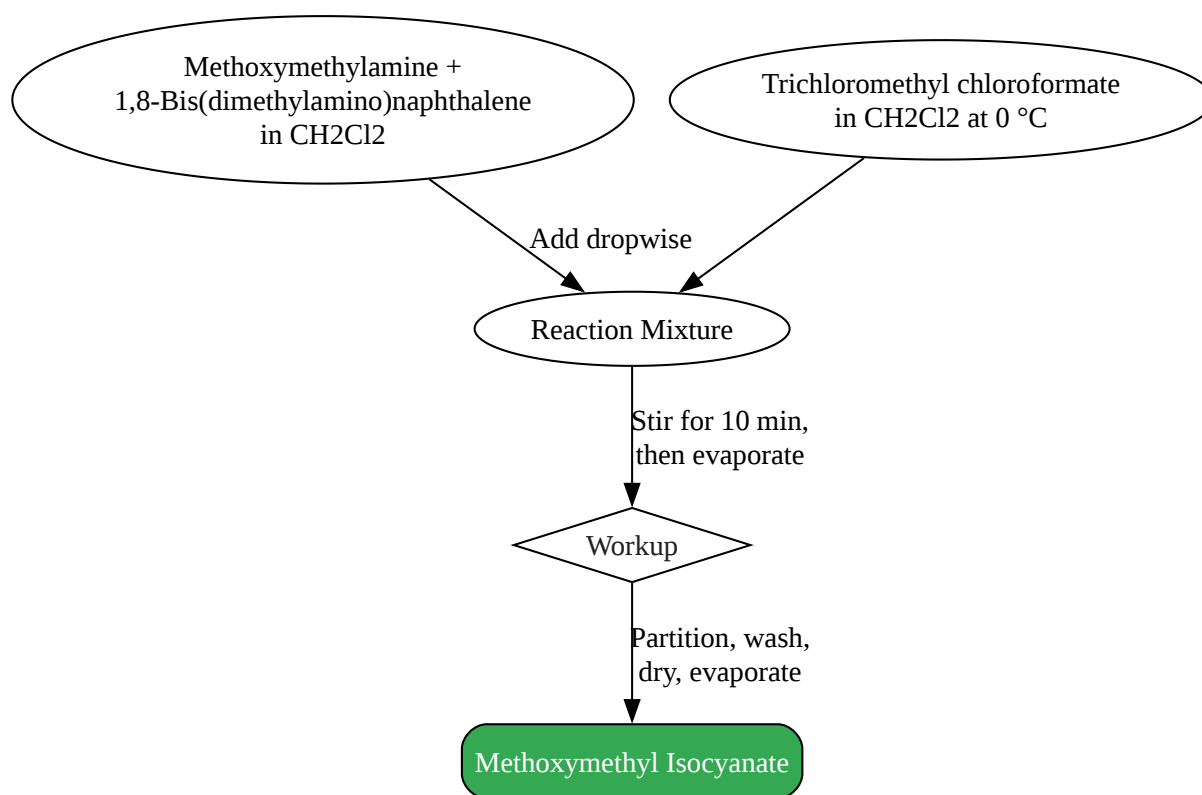 Methoxymethylamine +
1,8-Bis(dimethylamino)naphthalene
in CH2Cl2
Trichloromethyl chloroformate
in CH2Cl2 at 0 °C
Add dropwise
Reaction Mixture
Stir for 10 min,
then evaporate
Workup
Partition, wash,
dry, evaporate
Methoxymethyl Isocyanate